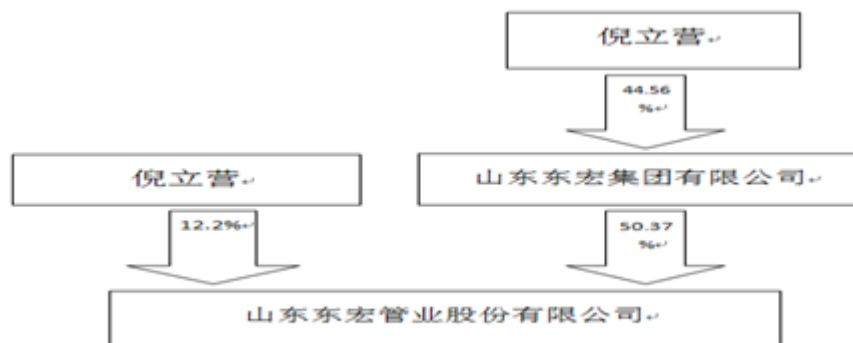 倪立营
44.56
%
倪立营
山东东宏集团有限公司
12.2%
50.37
%
山东东宏管业股份有限公司